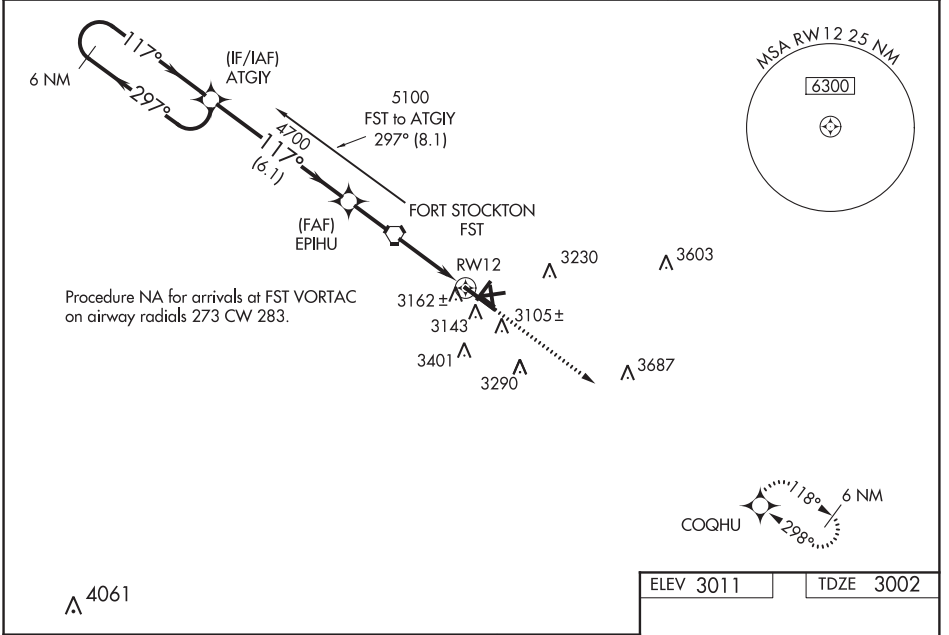 117°
6 NM
297°
(IF/IAF)
ATGIY
5100
FST to ATGIY
297° (8.1)
4700
117°
(6.1)
MSA RW12 25 NM
6300
(FAF)
EPIHU
FORT STOCKTON
FST
RW12
3230
3603
Procedure NA for arrivals at FST VORTAC
on airway radials 273 CW 283.
3162±
3143
3105±
3401
3290
3687
118°
6 NM
298°
COQHU
4061
ELEV 3011
TDZE 3002